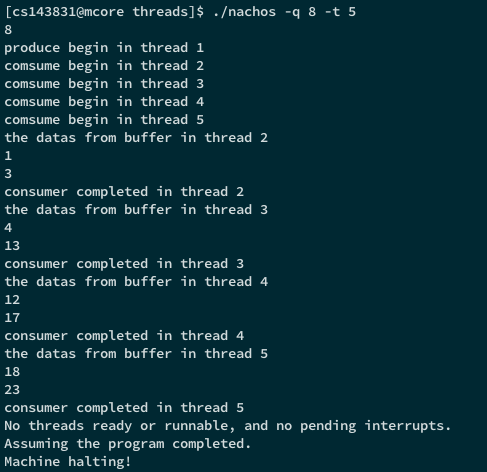 [cs143831@mcore threads]$ ./nachos -q 8 -t 5
8
produce begin in thread 1
comsume begin in thread 2
comsume begin in thread 3
comsume begin in thread 4
comsume begin in thread 5
the datas from buffer in thread 2
1
3
consumer completed in thread 2
the datas from buffer in thread 3
4
13
consumer completed in thread 3
the datas from buffer in thread 4
12
17
consumer completed in thread 4
the datas from buffer in thread 5
18
23
consumer completed in thread 5
No threads ready or runnable, and no pending interrupts.
Assuming the program completed.
Machine halting!